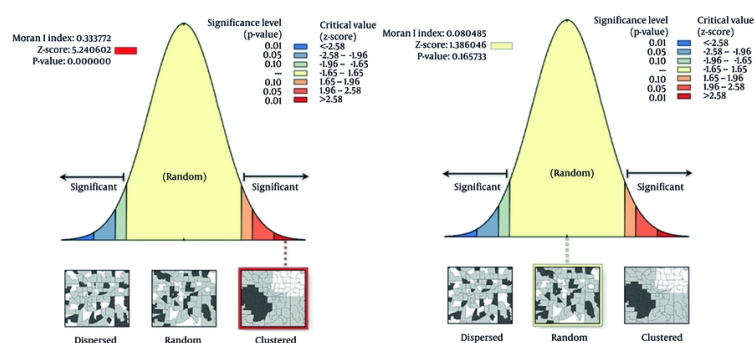 Moran I index: 0.333772
Z-score: 5.240602
P-value: 0.000000
Significance level
(p-value)
Critical value
(z-score)
0.01 <-2.58
0.05 -2.58 – -1.96
0.10 -1.96 – -1.65
— -1.65 – 1.65
0.10 1.65 – 1.96
0.05 1.96 – 2.58
0.01 >2.58
(Random)
Significant
Significant
Dispersed
Random
Clustered
Moran I index: 0.080485
Z-score: 1.386046
P-value: 0.165733
Significance level
(p-value)
Critical value
(z-score)
0.01 <-2.58
0.05 -2.58 – -1.96
0.10 -1.96 – -1.65
— -1.65 – 1.65
0.10 1.65 – 1.96
0.05 1.96 – 2.58
0.01 >2.58
(Random)
Significant
Significant
Dispersed
Random
Clustered